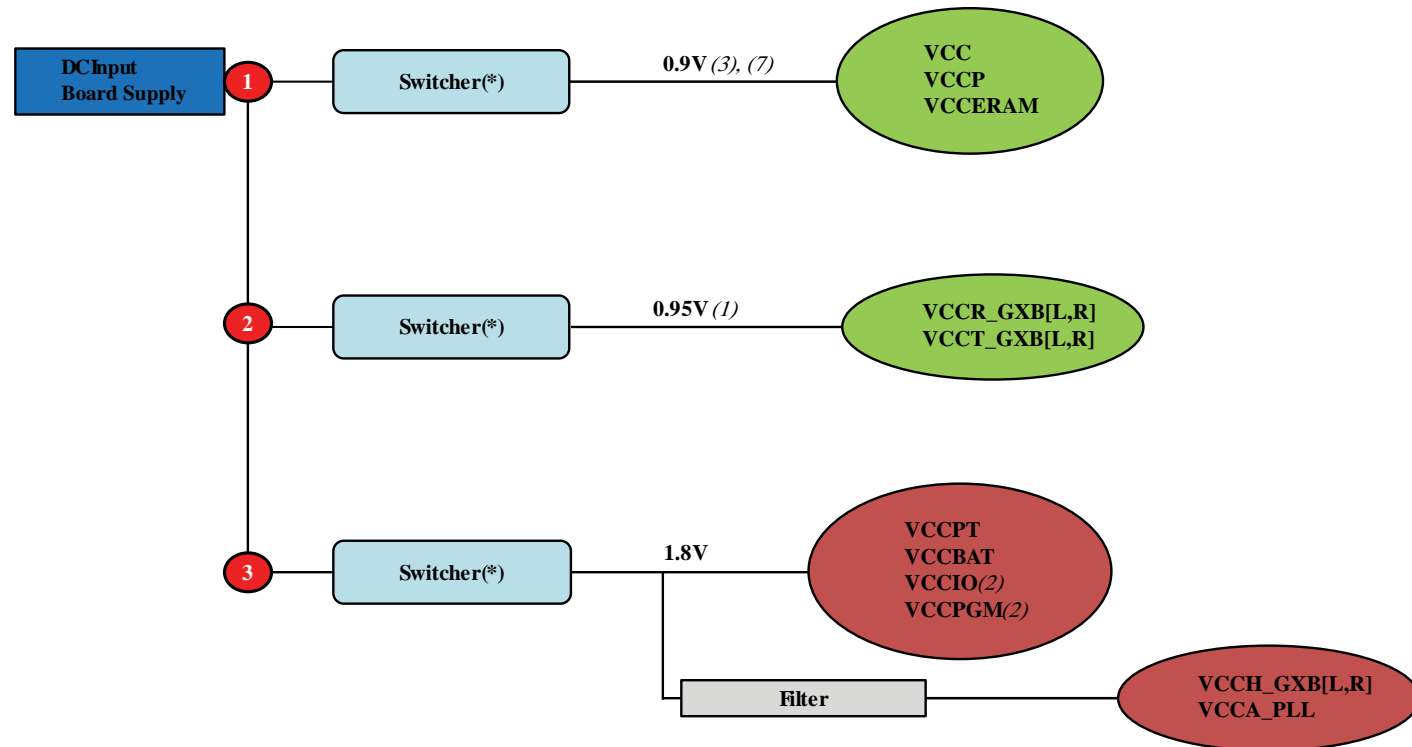 DCInput
Board Supply
1
Switcher(*)
0.9V (3), (7)
VCC
VCCP
VCCERAM
2
Switcher(*)
0.95V (1)
VCCR_GXB[L,R]
VCCT_GXB[L,R]
3
Switcher(*)
1.8V
VCCPT
VCCBAT
VCCIO(2)
VCCPGM(2)
Filter
VCCH_GXB[L,R]
VCCA_PLL